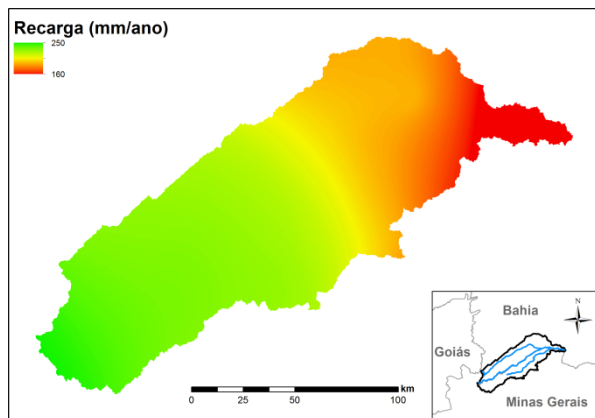 Recarga (mm/ano)
250
160
0 25 50 100
km
Bahia
N
Goiás
Minas Gerais